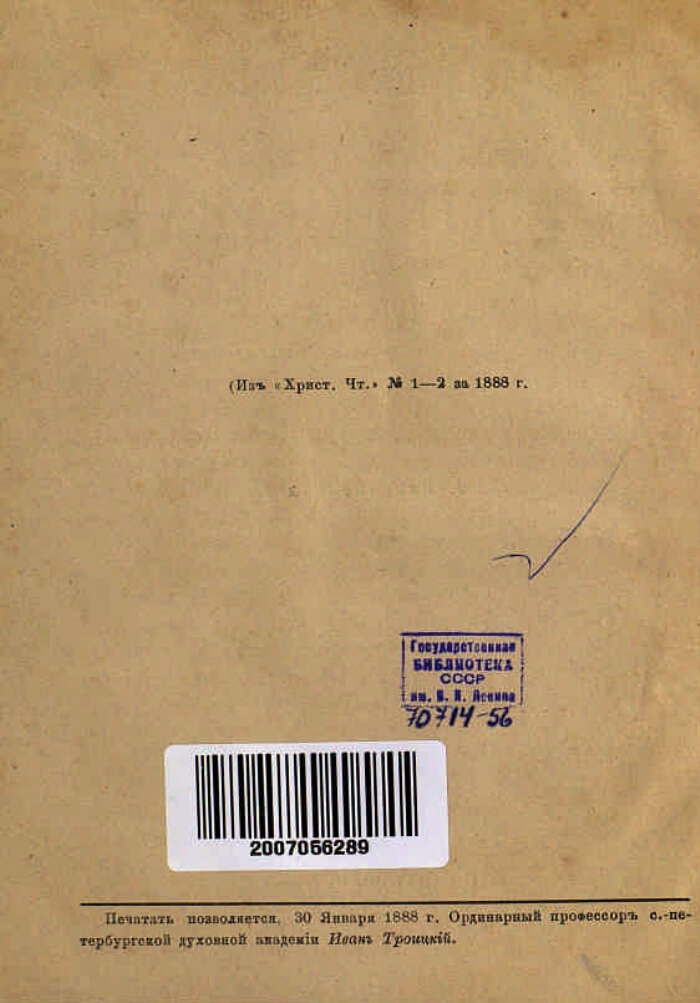 (Изъ «Христ. Чт.» № 1—2 за 1888 г.
Государственная
БИБЛИОТЕКА
СССР
им. В. И. Ленина
70714-56
2007056289
Печатать позволяется, 30 Января 1888 г. Ординарный профессоръ с.-пе-
тербургской духовной академіи Иванъ Троицкій.